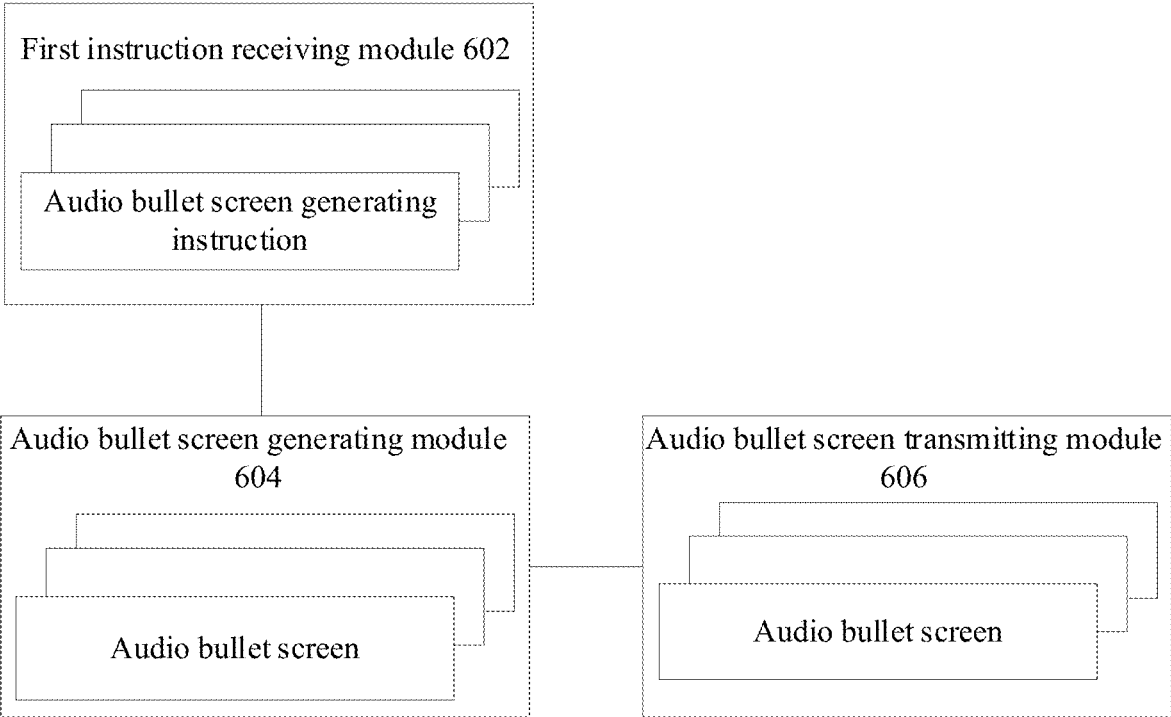 First instruction receiving module 602
Audio bullet screen generating
instruction
Audio bullet screen generating module
604
Audio bullet screen
Audio bullet screen transmitting module
606
Audio bullet screen